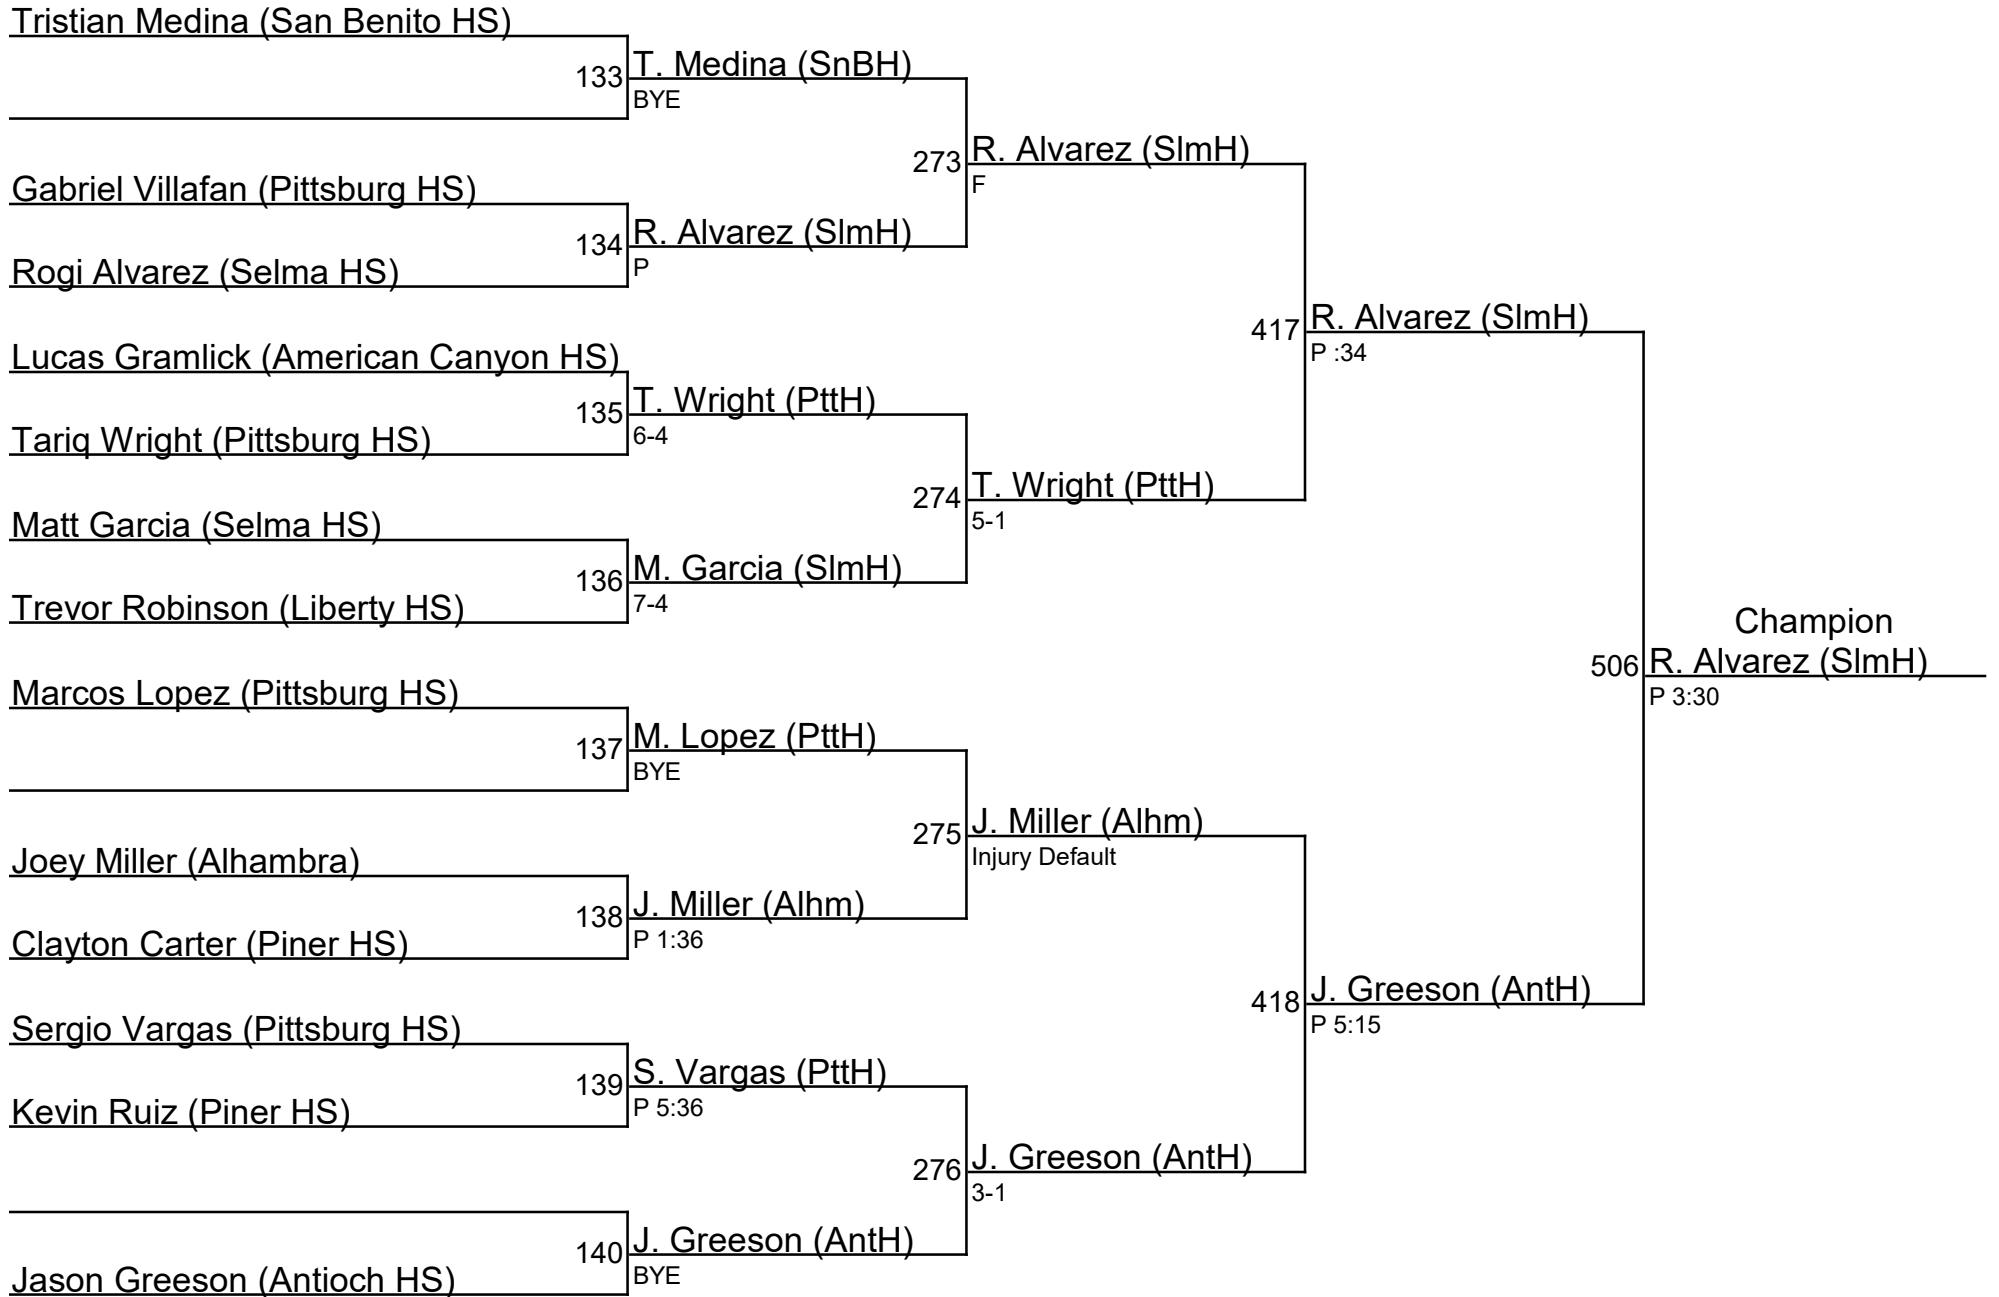 Tristian Medina (San Benito HS)
133
T. Medina (SnBH)
BYE
273
R. Alvarez (SlmH)
F
Gabriel Villafan (Pittsburg HS)
134
R. Alvarez (SlmH)
P
Rogi Alvarez (Selma HS)
417
R. Alvarez (SlmH)
P :34
Lucas Gramlick (American Canyon HS)
135
T. Wright (PttH)
6-4
Tariq Wright (Pittsburg HS)
274
T. Wright (PttH)
5-1
Matt Garcia (Selma HS)
136
M. Garcia (SlmH)
7-4
Trevor Robinson (Liberty HS)
Champion
506
R. Alvarez (SlmH)
P 3:30
Marcos Lopez (Pittsburg HS)
137
M. Lopez (PttH)
BYE
275
J. Miller (Alhm)
Injury Default
Joey Miller (Alhambra)
138
J. Miller (Alhm)
P 1:36
Clayton Carter (Piner HS)
418
J. Greeson (AntH)
P 5:15
Sergio Vargas (Pittsburg HS)
139
S. Vargas (PttH)
P 5:36
Kevin Ruiz (Piner HS)
276
J. Greeson (AntH)
3-1
140
J. Greeson (AntH)
BYE
Jason Greeson (Antioch HS)